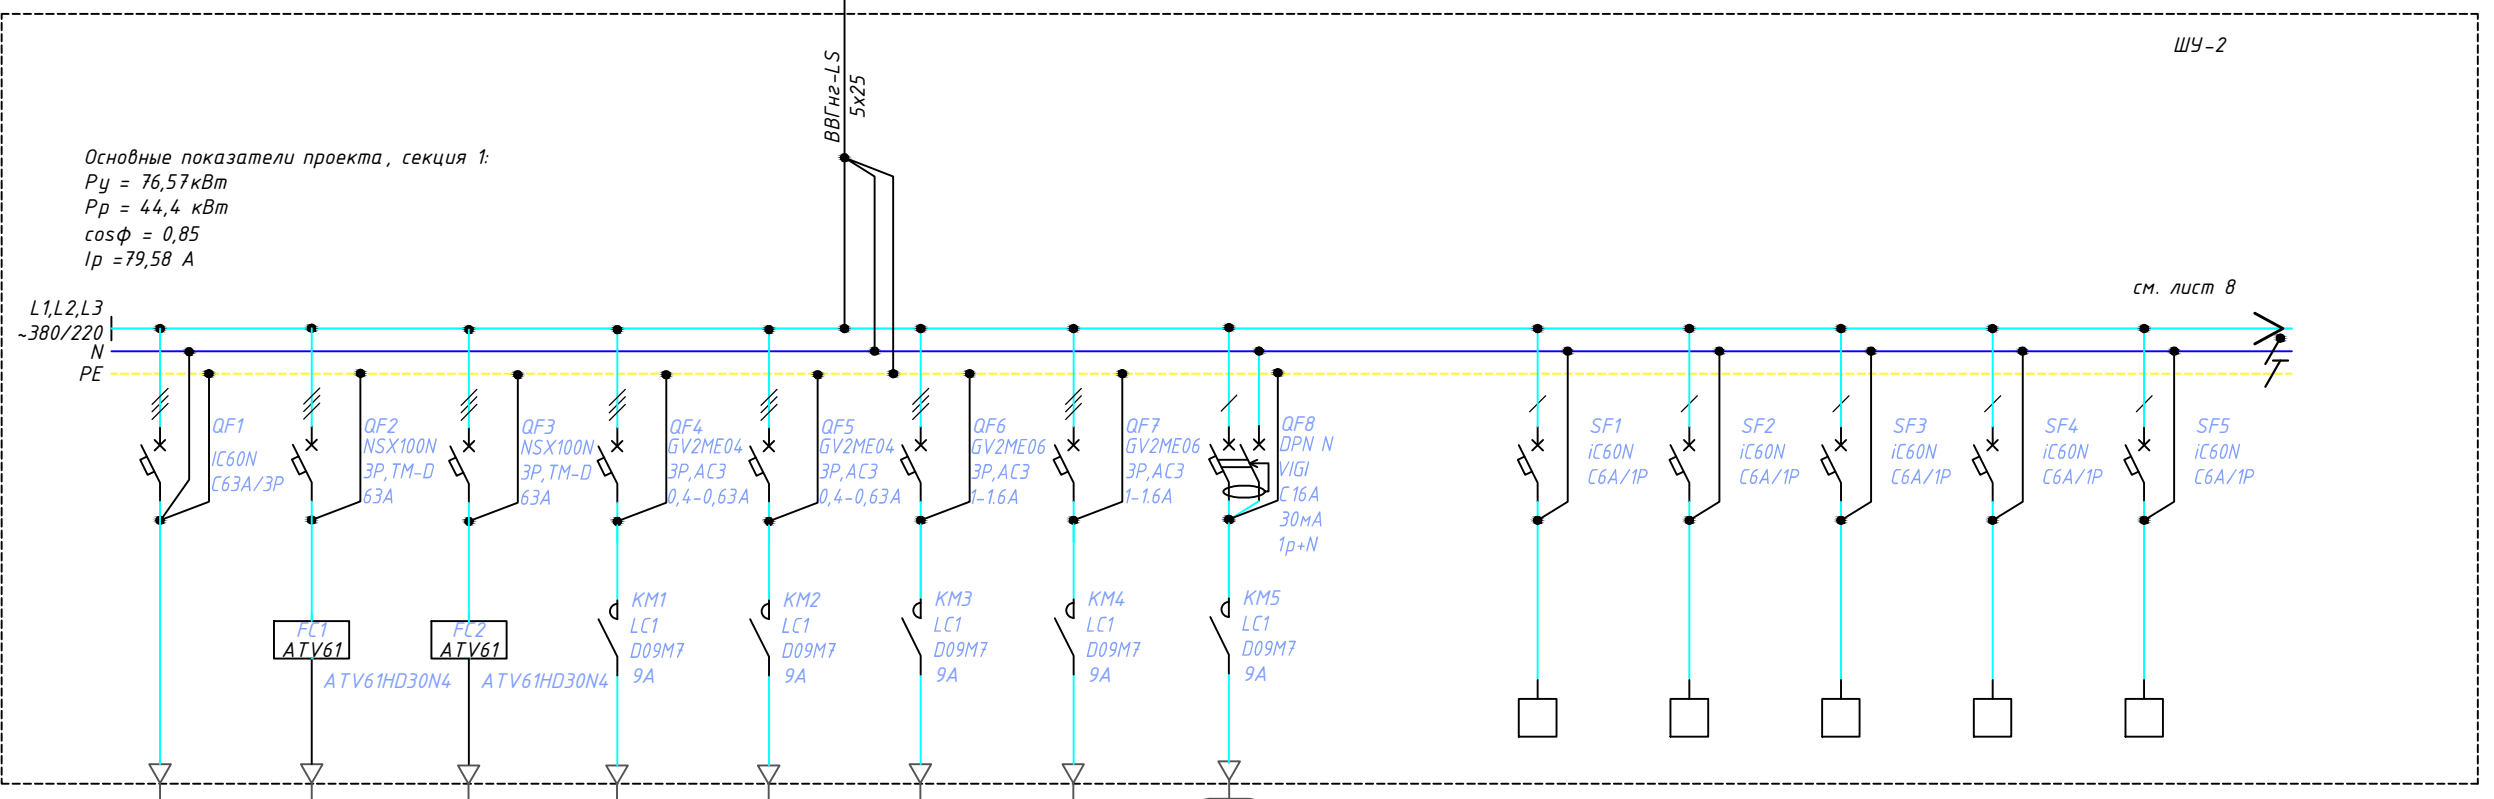 ШУ-2
ВВГнг-LS
5х25
Основные показатели проекта, секция 1:
Ру = 76,57кВт
Рр = 44,4 кВт
cosφ = 0,85
Iр =79,58 А
см. лист 8
L1,L2,L3
~380/220
N
PE
QF1
IC60N
C63A/3P
QF2
NSX100N
3P,TM-D
63A
QF3
NSX100N
3P,TM-D
63A
QF4
GV2ME04
3P,AC3
0,4-0,63A
QF5
GV2ME04
3P,AC3
0,4-0,63A
QF6
GV2ME06
3P,AC3
1-1.6A
QF7
GV2ME06
3P,AC3
1-1.6A
QF8
DPN N
VIGI
C16A
30мА
1p+N
SF1
iC60N
C6A/1P
SF2
iC60N
C6A/1P
SF3
iC60N
C6A/1P
SF4
iC60N
C6A/1P
SF5
iC60N
C6A/1P
FC1
ATV61
ATV61HD30N4
FC2
ATV61
ATV61HD30N4
KM1
LC1
D09M7
9A
KM2
LC1
D09M7
9A
KM3
LC1
D09M7
9A
KM4
LC1
D09M7
9A
KM5
LC1
D09M7
9A